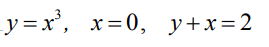 y = x³,   x = 0,   y + x = 2